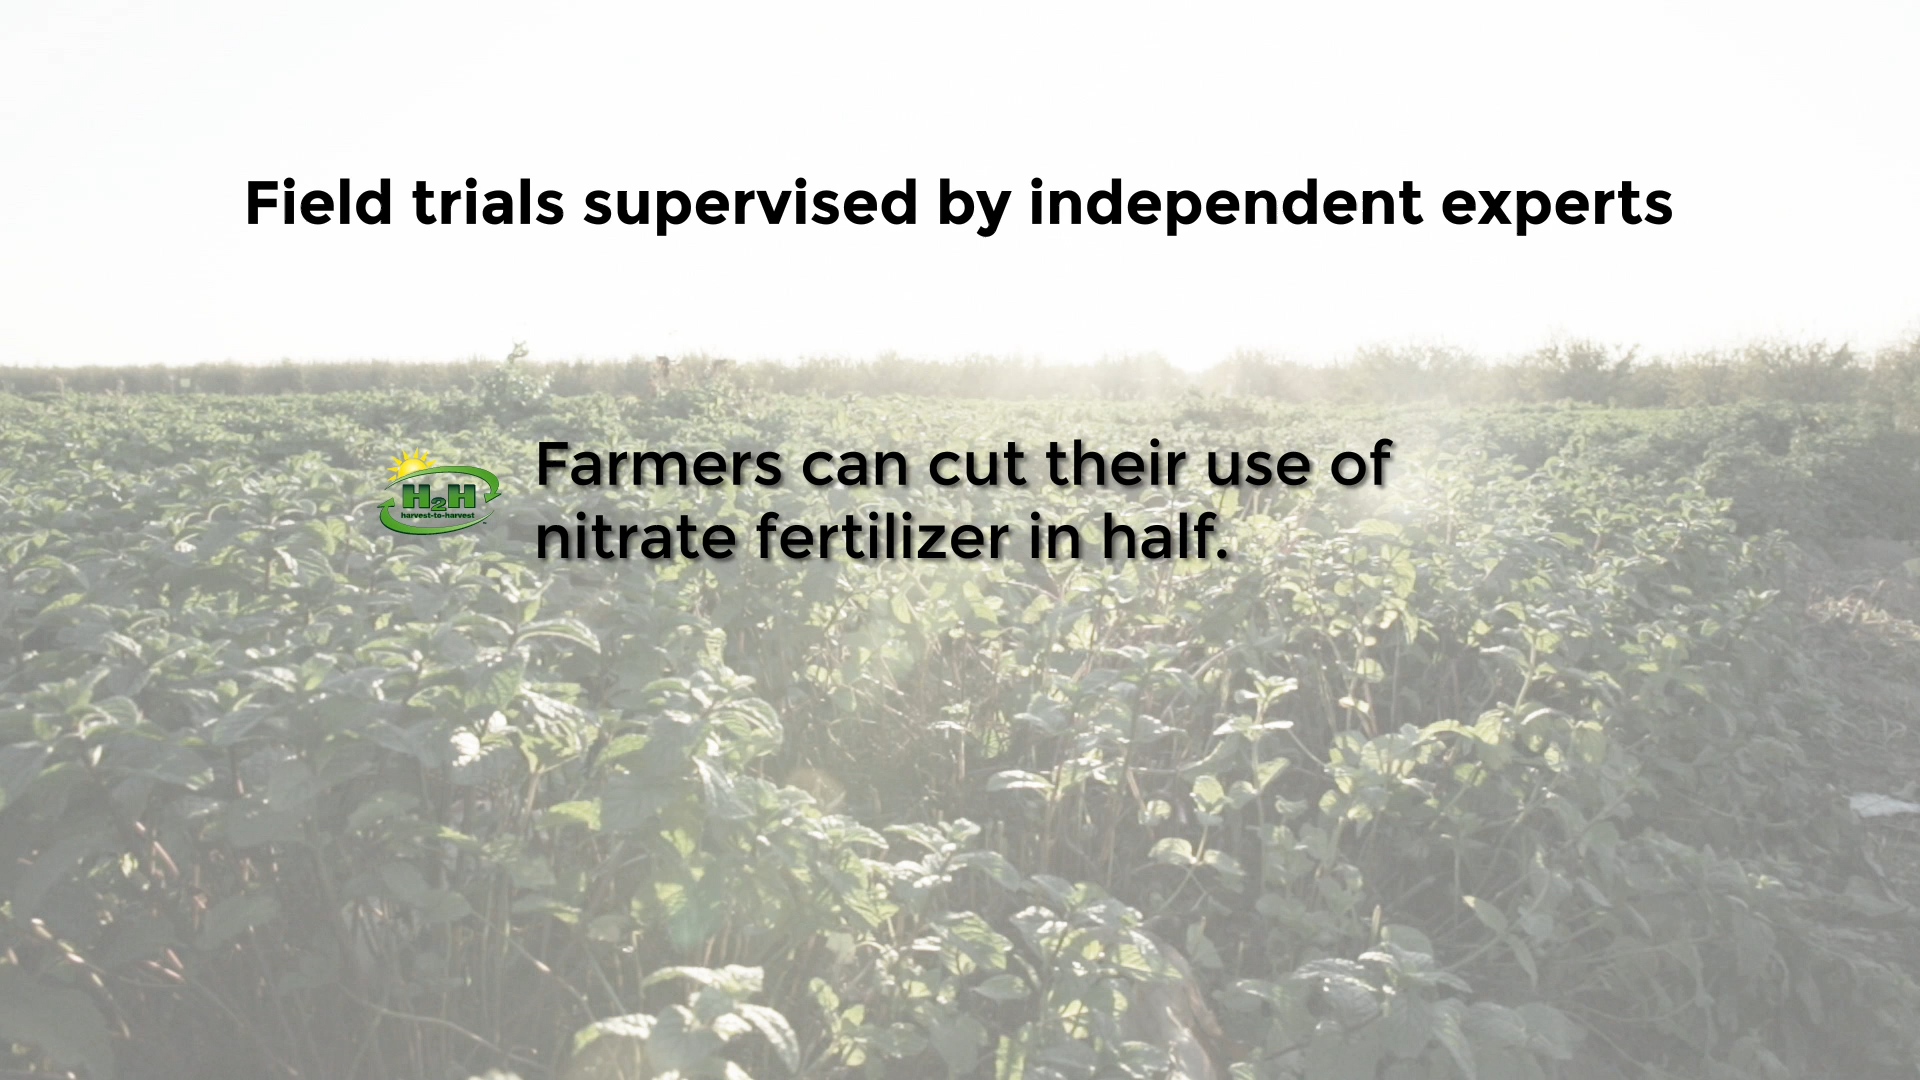 Field trials supervised by independent experts
Farmers can cut their use of
nitrate fertilizer in half.
H2H
harvest-to-harvest